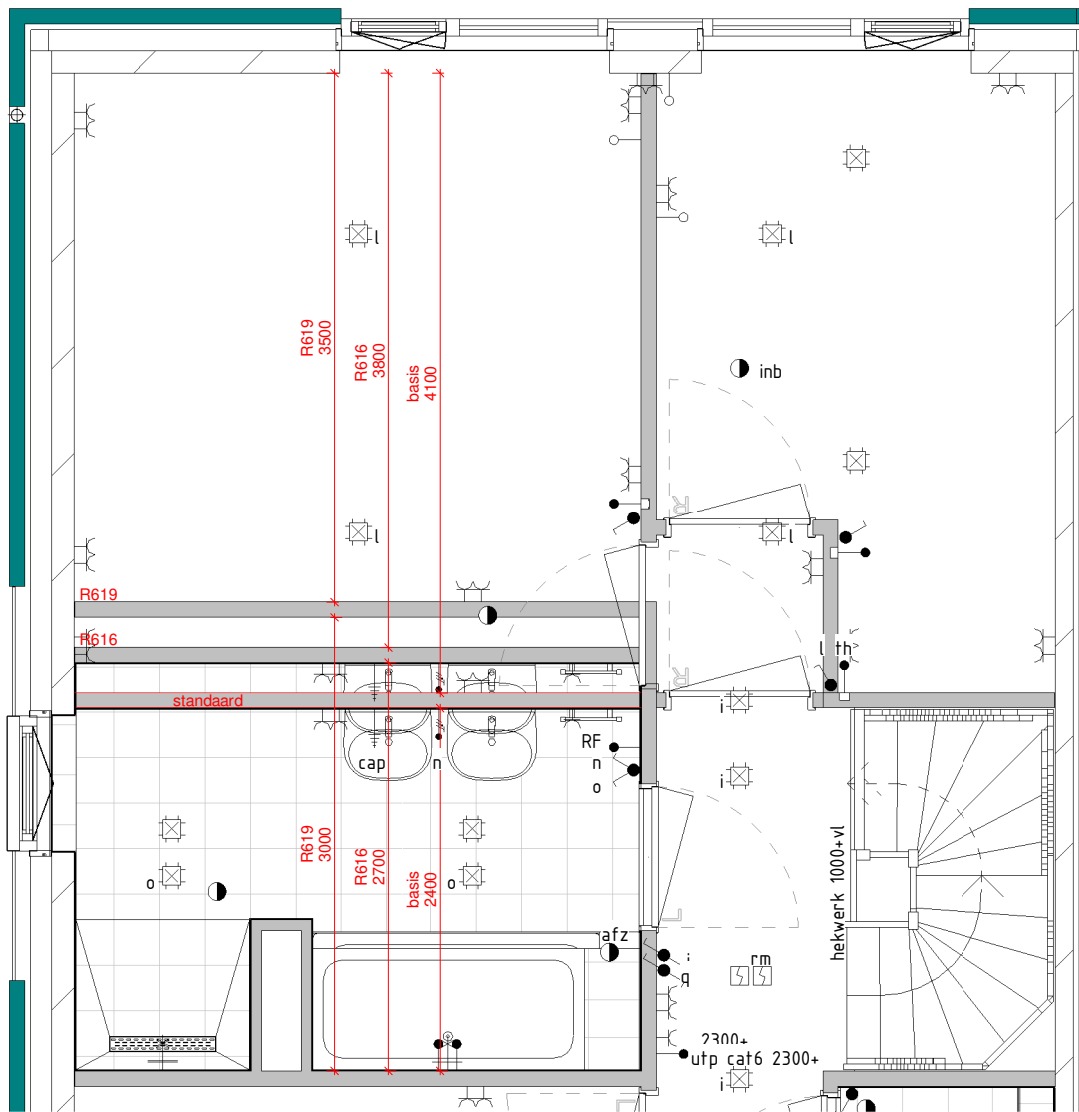 l
l
R619
3500
R616
3800
basis
4100
inb
l
l
R619
R616
l
th
standaard
i
RF
cap
n
n
i
o
R619
3000
R616
2700
basis
2400
o
o
hekwerk 1000+vl
afz
q
rm
2300+
utp cat6 2300+
i